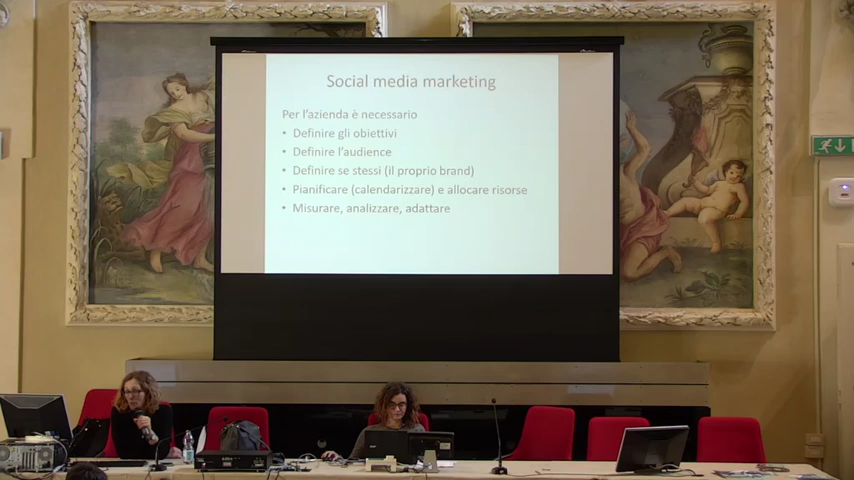 Social media marketing
Per l'azienda è necessario
• Definire gli obiettivi
• Definire l'audience
• Definire se stessi (il proprio brand)
• Pianificare (calendarizzare) e allocare risorse
• Misurare, analizzare, adattare